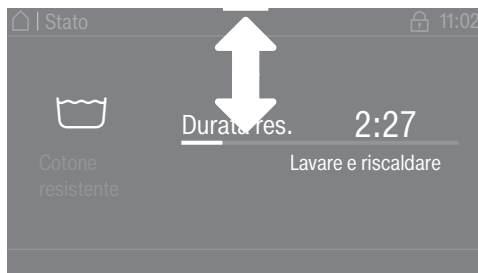 | Stato 11:02
Durata res. 2:27
Cotone
resistente
Lavare e riscaldare